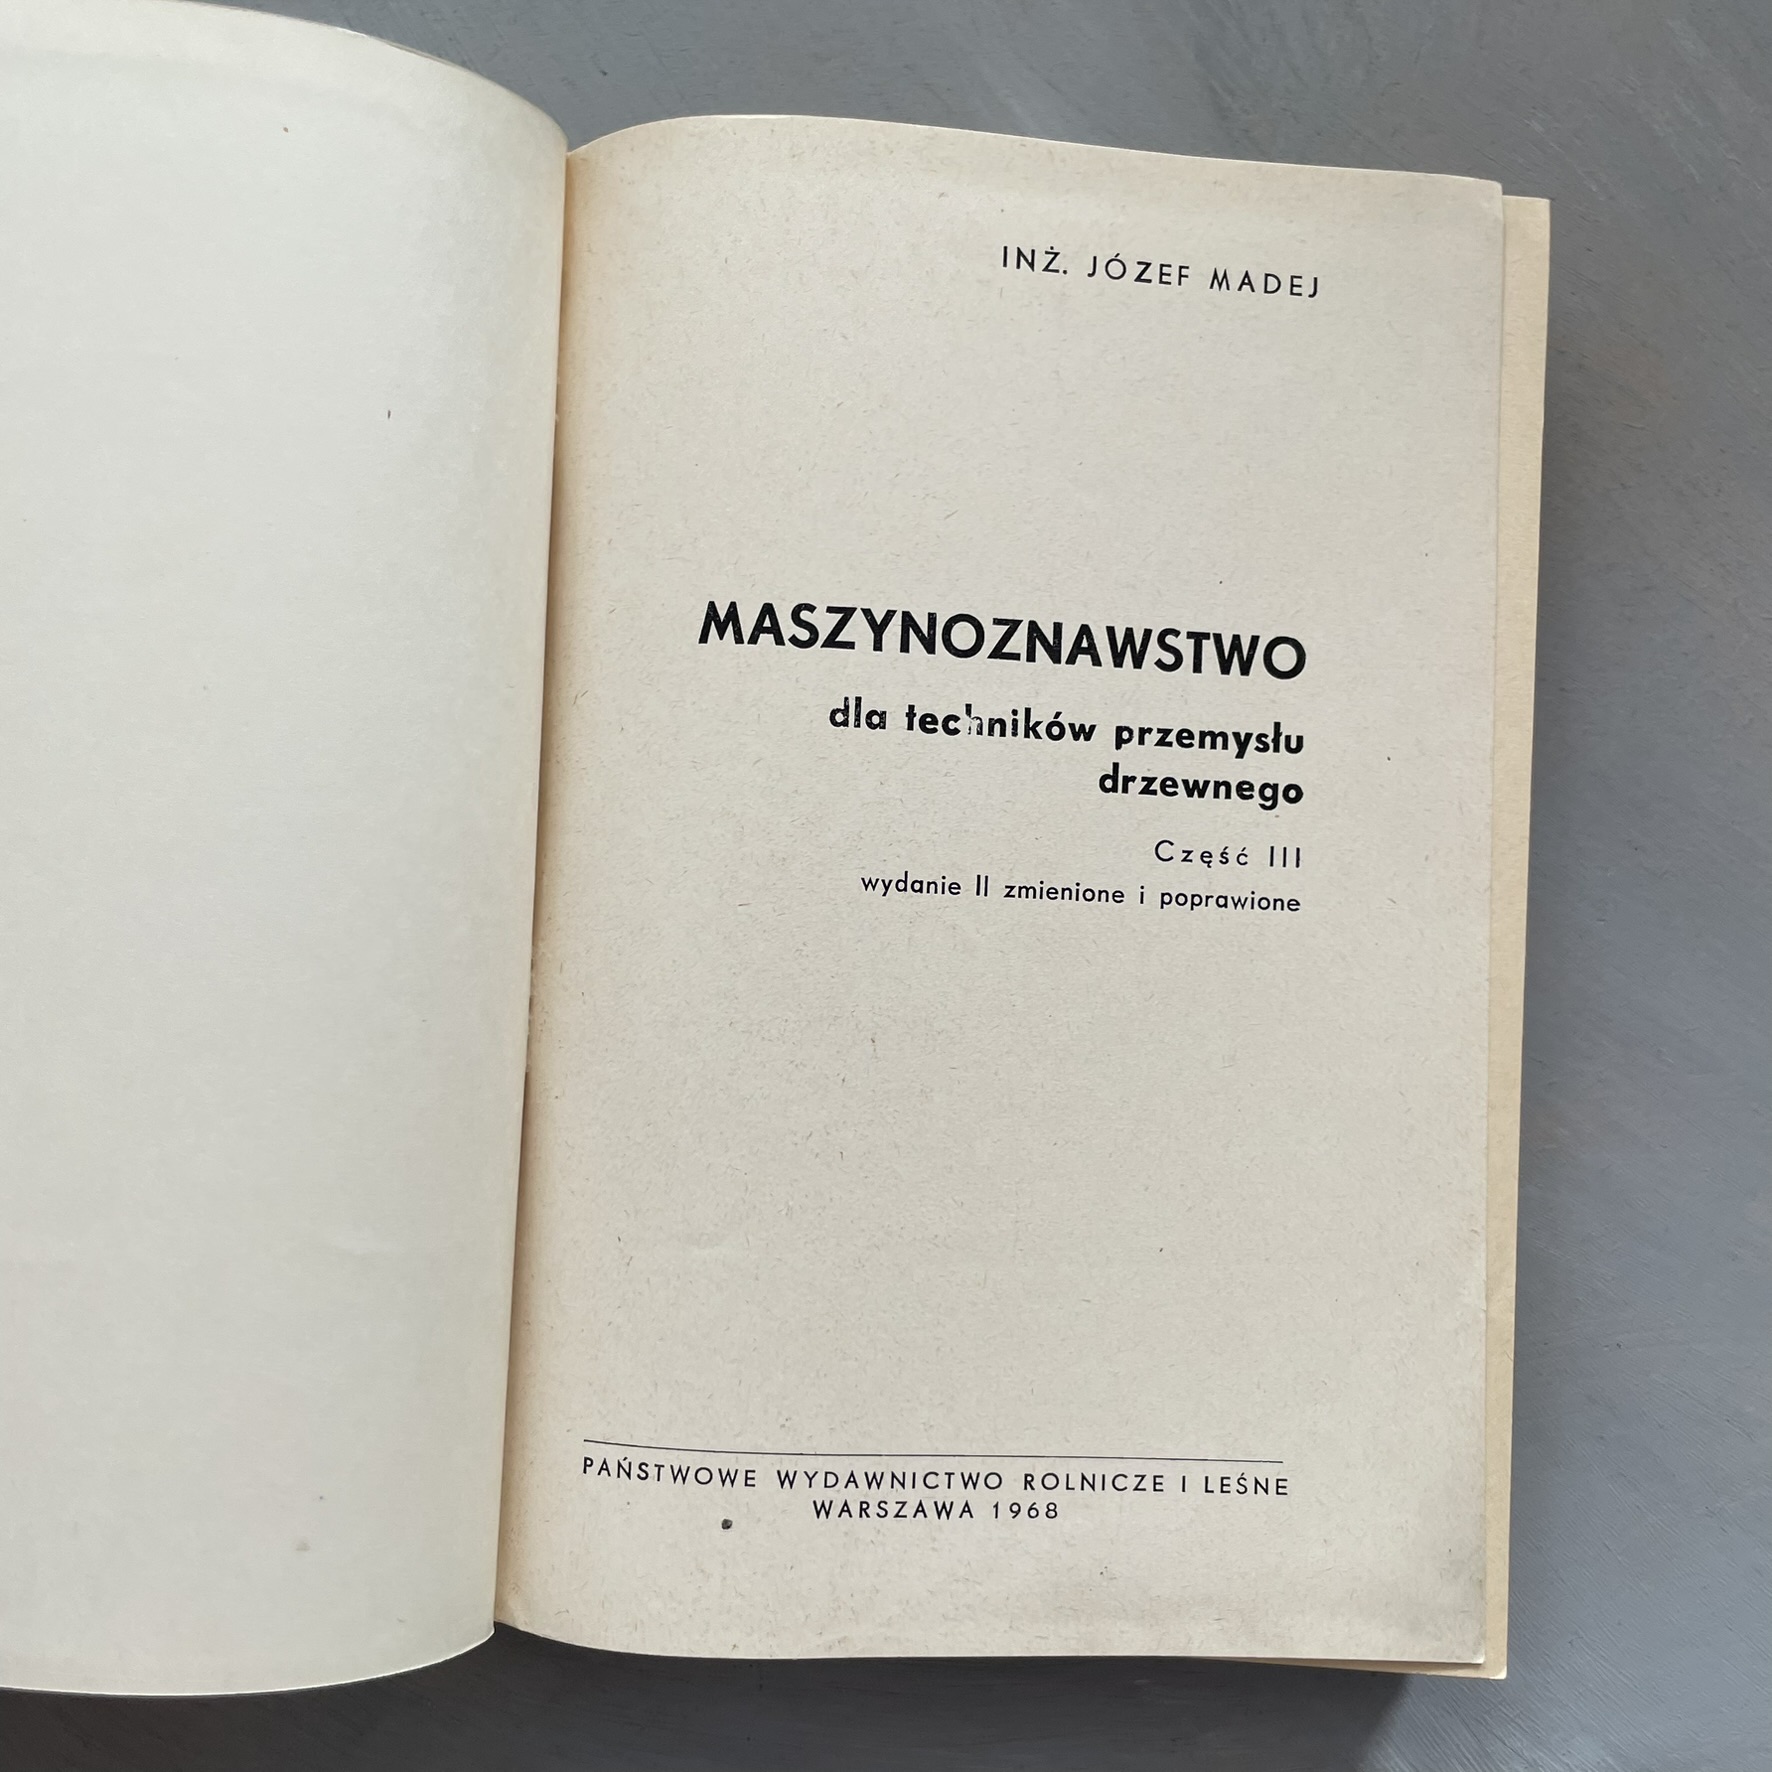 INŻ. JÓZEF MADEJ
MASZYNOZNAWSTWO
dla techników przemysłu
drzewnego
Część III
wydanie II zmienione i poprawione
PAŃSTWOWE WYDAWNICTWO ROLNICZE I LEŚNE
WARSZAWA 1968